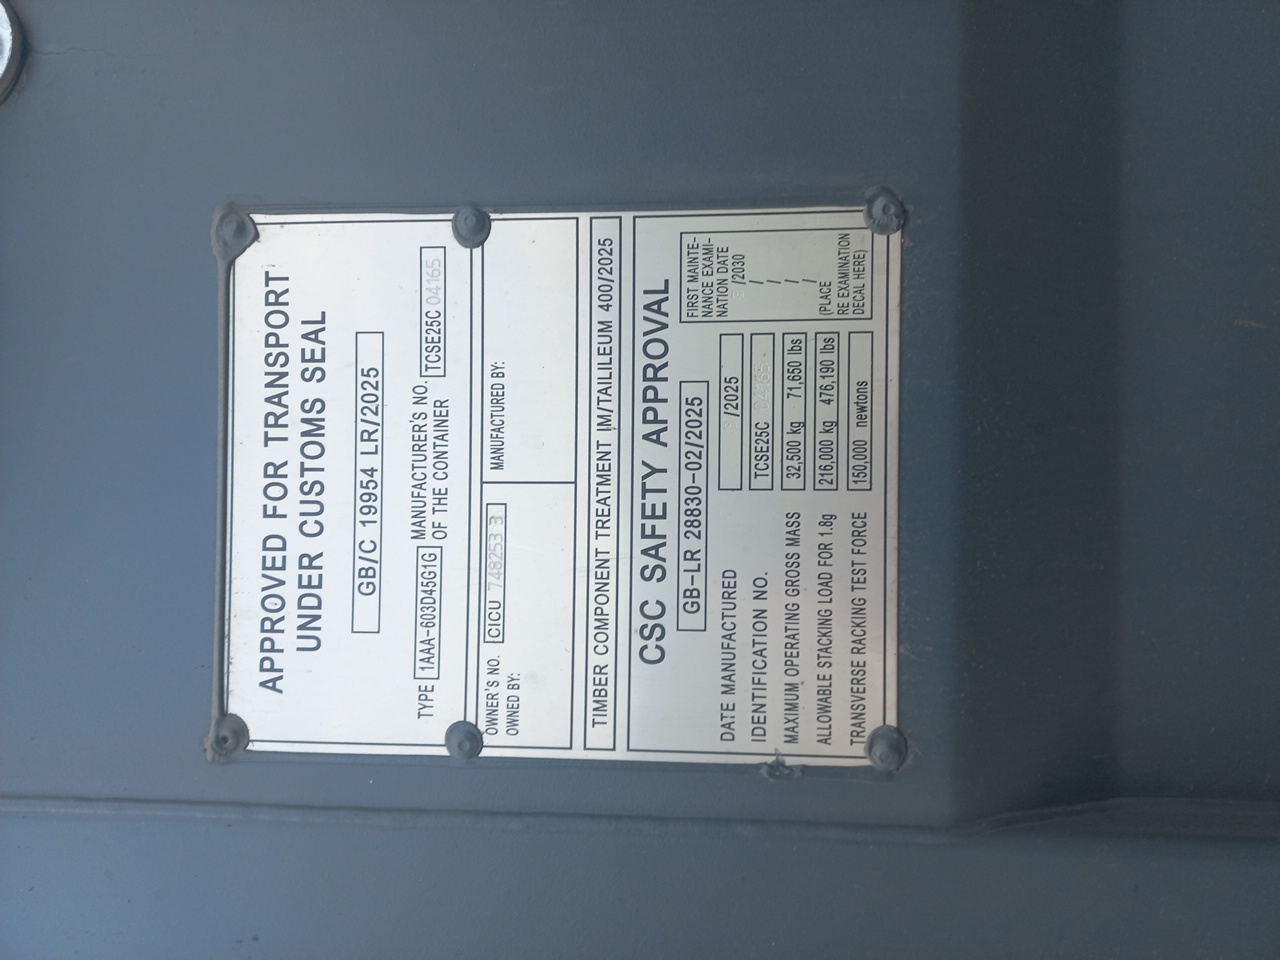 APPROVED FOR TRANSPORT
UNDER CUSTOMS SEAL
GB/C 19954 LR/2025
TYPE 1AAA-603D45G1G MANUFACTURER'S NO. OF THE CONTAINER TCSE25C 04165
OWNER'S NO. CICU 748253 3
OWNED BY:
MANUFACTURED BY:
TIMBER COMPONENT TREATMENT IM/TAILILEUM 400/2025
CSC SAFETY APPROVAL
GB-LR 28830-02/2025
DATE MANUFACTURED /2025
IDENTIFICATION NO. TCSE25C
MAXIMUM OPERATING GROSS MASS 32,500 kg 71,650 lbs
ALLOWABLE STACKING LOAD FOR 1.8g 216,000 kg 476,190 lbs
TRANSVERSE RACKING TEST FORCE 150,000 newtons
FIRST MAINTE-
NANCE EXAMI-
NATION DATE
/2030
/
/
/
(PLACE /
RE EXAMINATION
DECAL HERE)